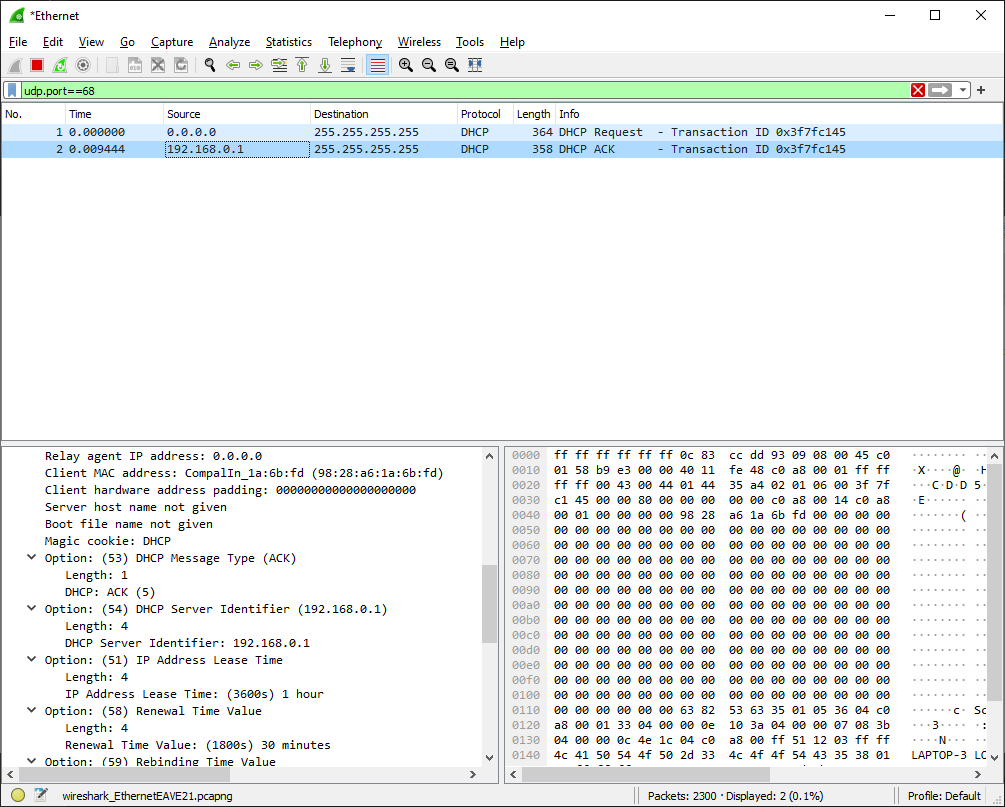 *Ethernet
File Edit View Go Capture Analyze Statistics Telephony Wireless Tools Help
udp.port==68
No. Time Source Destination Protocol Length Info
1 0.000000 0.0.0.0 255.255.255.255 DHCP 364 DHCP Request - Transaction ID 0x3f7fc145
2 0.009444 192.168.0.1 255.255.255.255 DHCP 358 DHCP ACK - Transaction ID 0x3f7fc145
Relay agent IP address: 0.0.0.0
Client MAC address: CompalIn_1a:6b:fd (98:28:a6:1a:6b:fd)
Client hardware address padding: 00000000000000000000
Server host name not given
Boot file name not given
Magic cookie: DHCP
Option: (53) DHCP Message Type (ACK)
Length: 1
DHCP: ACK (5)
Option: (54) DHCP Server Identifier (192.168.0.1)
Length: 4
DHCP Server Identifier: 192.168.0.1
Option: (51) IP Address Lease Time
Length: 4
IP Address Lease Time: (3600s) 1 hour
Option: (58) Renewal Time Value
Length: 4
Renewal Time Value: (1800s) 30 minutes
Option: (59) Rebinding Time Value
0000 ff ff ff ff ff ff 0c 83 cc dd 93 09 08 00 45 c0 ········ ··
0010 01 58 b9 e3 00 00 40 11 fe 48 c0 a8 00 01 ff ff ·X····@· ·H
0020 ff ff 00 43 00 44 01 44 35 a4 02 01 06 00 3f 7f ···C·D·D 5·
0030 c1 45 00 00 80 00 00 00 00 00 c0 a8 00 14 c0 a8 ·E······ ··
0040 00 01 00 00 00 00 98 28 a6 1a 6b fd 00 00 00 00 ·······( ··
0050 00 00 00 00 00 00 00 00 00 00 00 00 00 00 00 00 ········ ··
0060 00 00 00 00 00 00 00 00 00 00 00 00 00 00 00 00 ········ ··
0070 00 00 00 00 00 00 00 00 00 00 00 00 00 00 00 00 ········ ··
0080 00 00 00 00 00 00 00 00 00 00 00 00 00 00 00 00 ········ ··
0090 00 00 00 00 00 00 00 00 00 00 00 00 00 00 00 00 ········ ··
00a0 00 00 00 00 00 00 00 00 00 00 00 00 00 00 00 00 ········ ··
00b0 00 00 00 00 00 00 00 00 00 00 00 00 00 00 00 00 ········ ··
00c0 00 00 00 00 00 00 00 00 00 00 00 00 00 00 00 00 ········ ··
00d0 00 00 00 00 00 00 00 00 00 00 00 00 00 00 00 00 ········ ··
00e0 00 00 00 00 00 00 00 00 00 00 00 00 00 00 00 00 ········ ··
00f0 00 00 00 00 00 00 00 00 00 00 00 00 00 00 00 00 ········ ··
0100 00 00 00 00 00 00 00 00 00 00 00 00 00 00 00 00 ········ ··
0110 00 00 00 00 00 00 63 82 53 63 35 01 05 36 04 c0 ······c· Sc
0120 a8 00 01 33 04 00 00 0e 10 3a 04 00 00 07 08 3b ···3···· ·:
0130 04 00 00 0c 4e 1c 04 c0 a8 00 ff 51 12 03 ff ff ····N··· ··
0140 4c 41 50 54 4f 50 2d 33 4c 4f 4f 54 43 35 38 01 LAPTOP-3 LO
wireshark_EthernetEAVE21.pcapng
Packets: 2300 · Displayed: 2 (0.1%)
Profile: Default